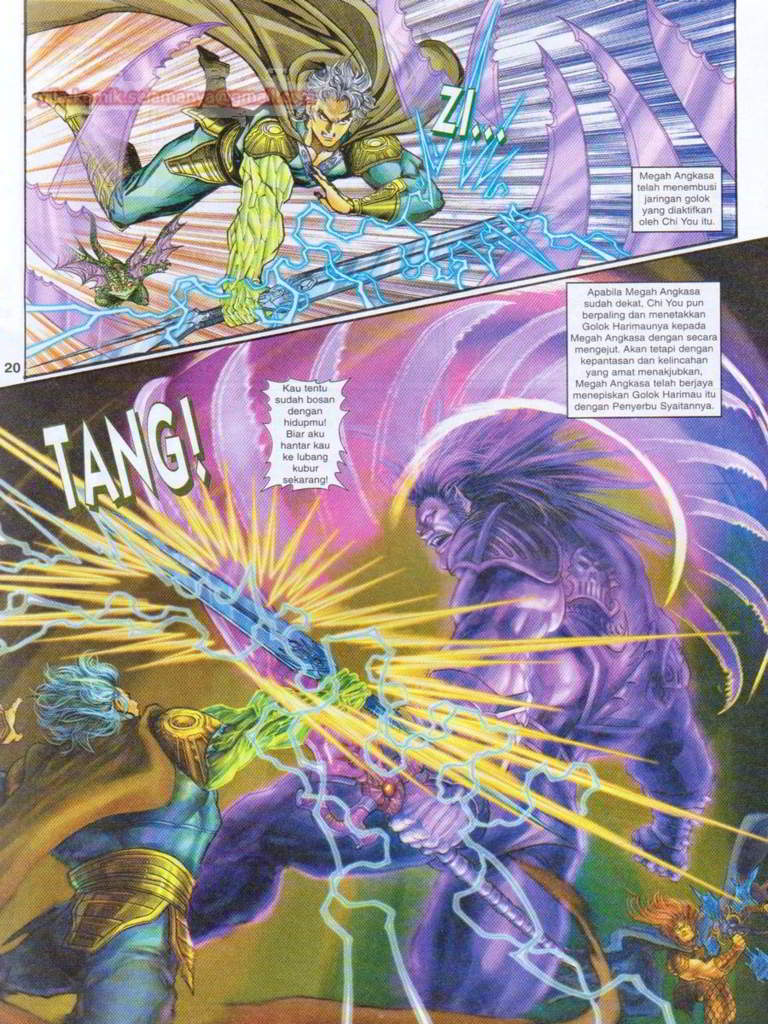 ZI...
Megah Angkasa
telah menembusi
jaringan golok
yang diaktifkan
oleh Chi You itu.
Apabila Megah Angkasa
sudah dekat, Chi You pun
berpaling dan menetakkan
Golok Harimaunya kepada
Megah Angkasa dengan secara
mengejut. Akan tetapi dengan
kepantasan dan kelincahan
yang amat menakjubkan,
Megah Angkasa telah berjaya
menepiskan Golok Harimau itu
dengan Penyerbu Syaitannya.
20
TANG!
Kau tentu
sudah bosan
dengan
hidupmu!
Biar aku
hantar kau
ke lubang
kubur
sekarang!